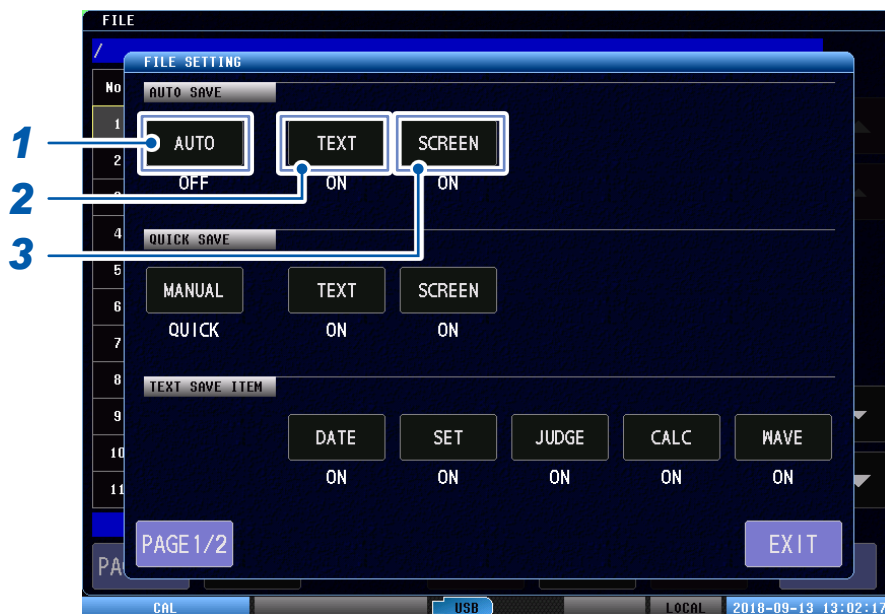 FILE
/
FILE SETTING
No
AUTO SAVE
1
1
AUTO
TEXT
SCREEN
2
OFF
ON
ON
2
3
4
QUICK SAVE
5
MANUAL
TEXT
SCREEN
6
QUICK
ON
ON
7
8
TEXT SAVE ITEM
9
DATE
SET
JUDGE
CALC
WAVE
10
ON
ON
ON
ON
ON
11
PAGE1/2
EXIT
PA
CAL
USB
LOCAL
2018-09-13 13:02:17